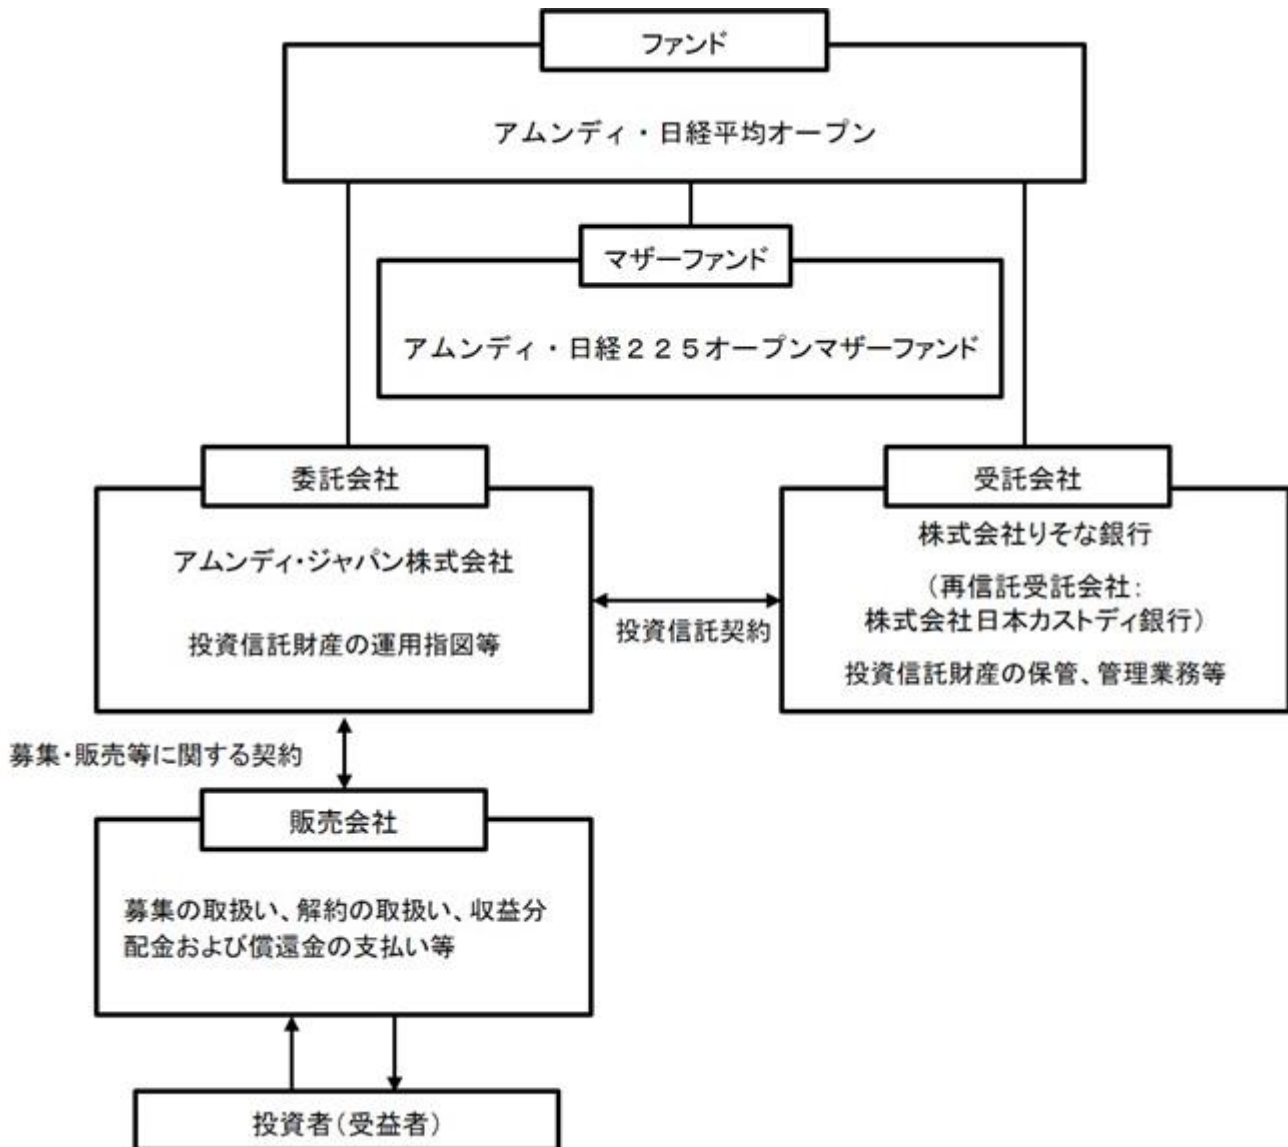 ファンド
アムンディ・日経平均オープン
マザーファンド
アムンディ・日経２２５オープンマザーファンド
委託会社
アムンディ・ジャパン株式会社
投資信託財産の運用指図等
投資信託契約
受託会社
株式会社りそな銀行
（再信託受託会社：
株式会社日本カストディ銀行）
投資信託財産の保管、管理業務等
募集・販売等に関する契約
販売会社
募集の取扱い、解約の取扱い、収益分
配金および償還金の支払い等
投資者（受益者）